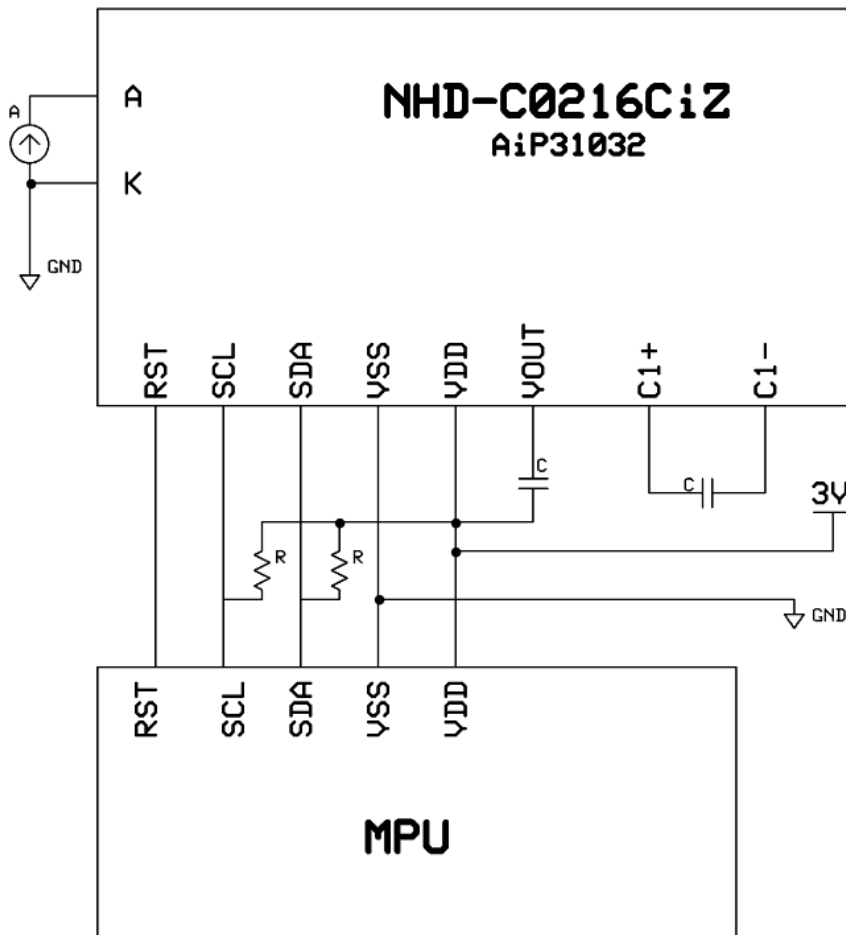 NHD-C0216CiZ
AiP31032
A
A
K
GND
RST
SCL
SDA
VSS
VDD
VOUT
C1+
C1-
C
C
3V
R
R
GND
RST
SCL
SDA
VSS
VDD
MPU